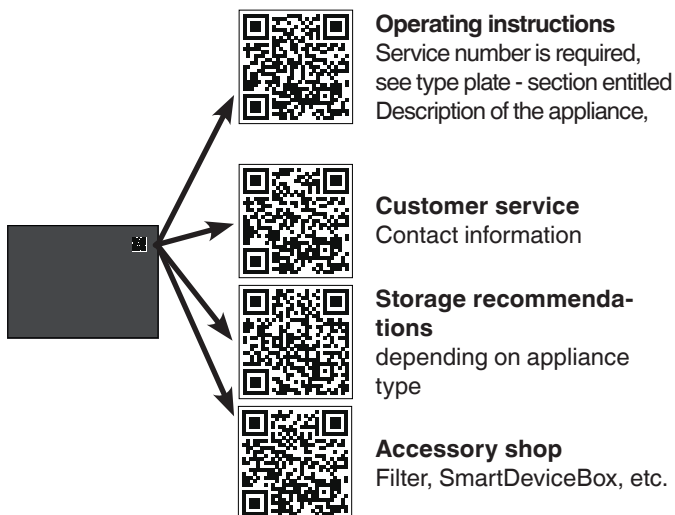 Operating instructions
Service number is required,
see type plate - section entitled
Description of the appliance,
Customer service
Contact information
Storage recommenda-
tions
depending on appliance
type
Accessory shop
Filter, SmartDeviceBox, etc.